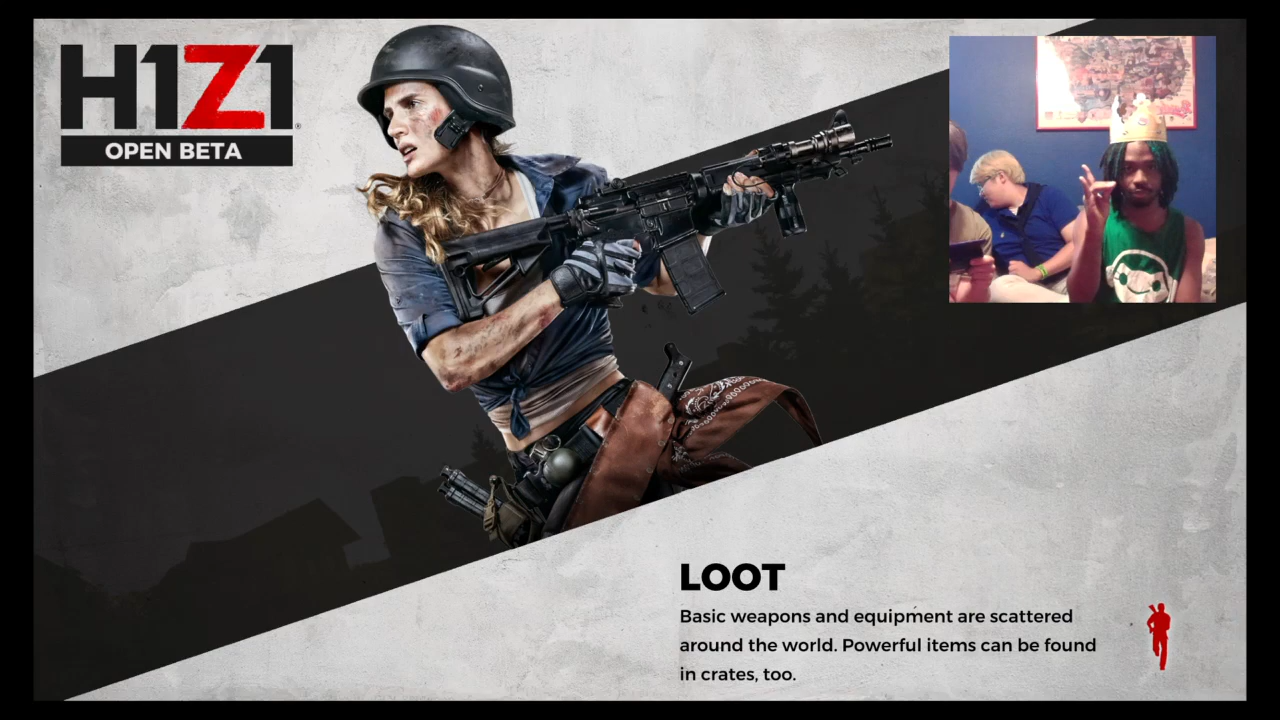 H1Z1
OPEN BETA
LOOT
Basic weapons and equipment are scattered
around the world. Powerful items can be found
in crates, too.